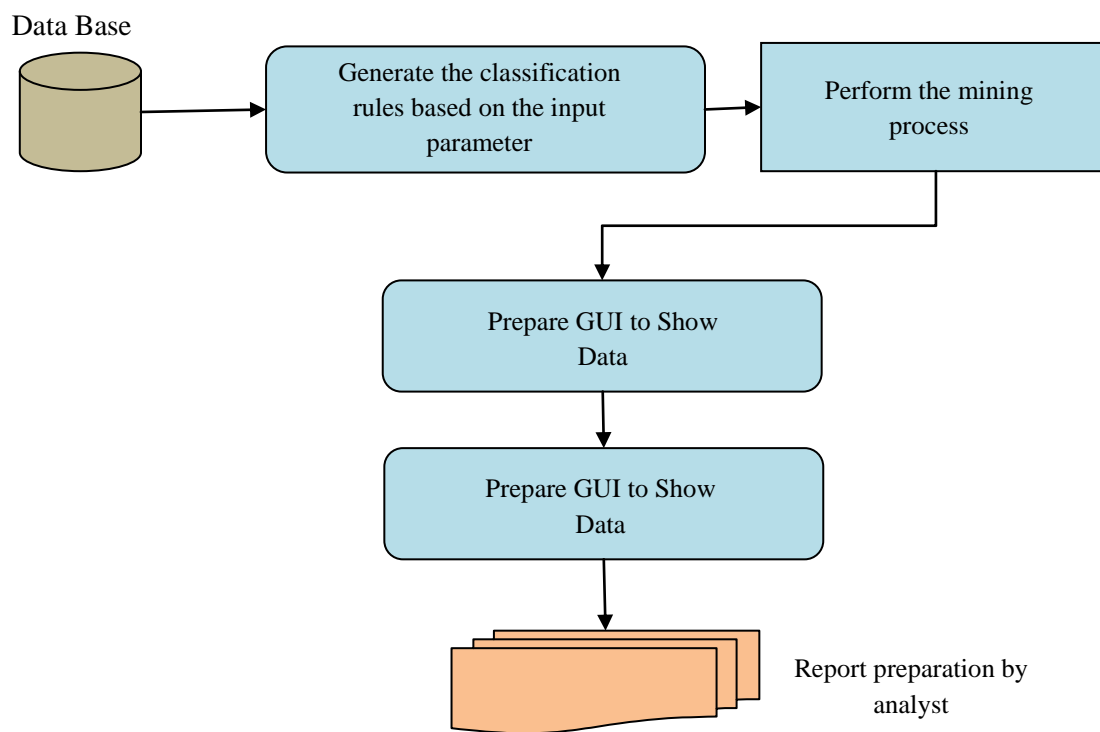 Data Base
Generate the classification
rules based on the input
parameter
Perform the mining
process
Prepare GUI to Show
Data
Prepare GUI to Show
Data
Report preparation by
analyst